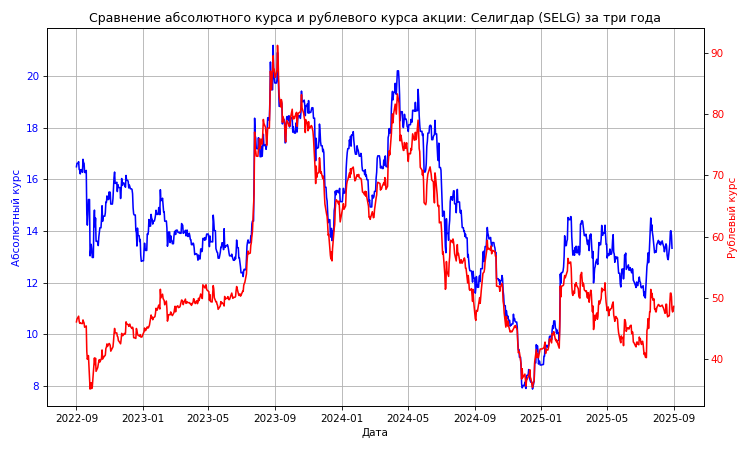 Сравнение абсолютного курса и рублевого курса акции: Селигдар (SELG) за три года
Абсолютный курс
20
18
16
14
12
10
8
90
80
70
60
50
40
Рублевый курс
2022-09 2023-01 2023-05 2023-09 2024-01 2024-05 2024-09 2025-01 2025-05 2025-09
Дата